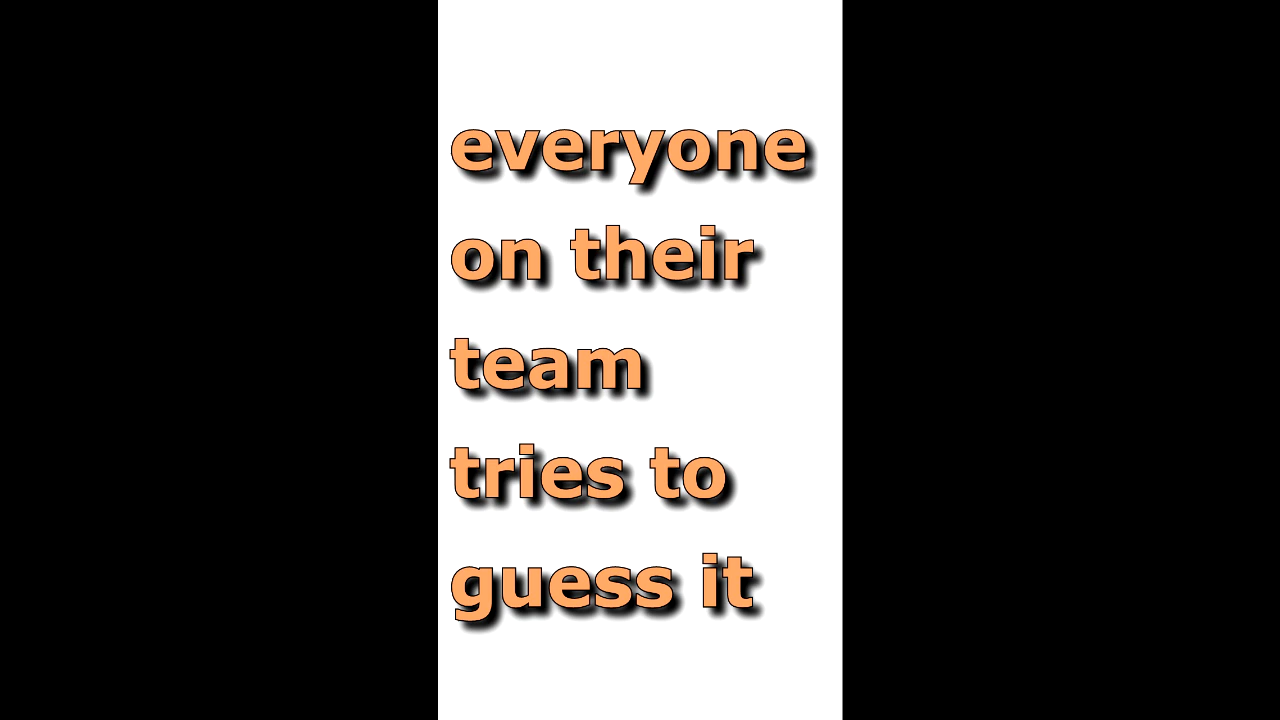 everyone
on their
team
tries to
guess it